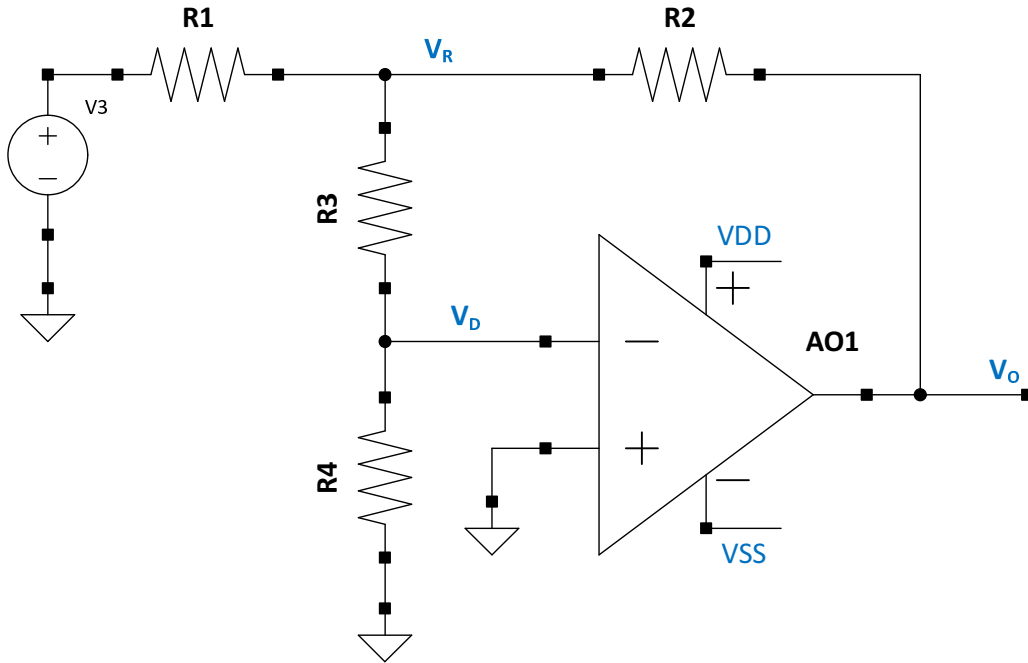 R1
R2
V_R
V3
+
−
R3
VDD
+
V_D
−
AO1
V_O
+
R4
−
VSS